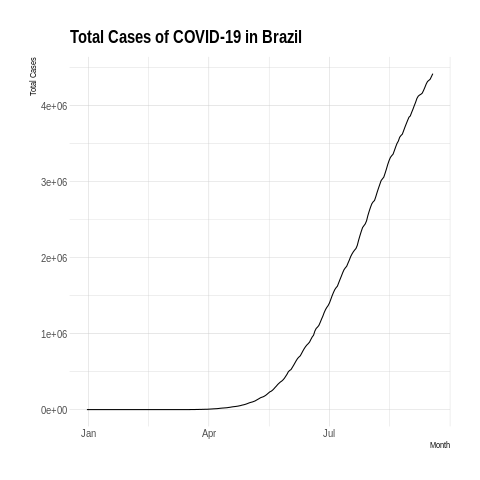 Total Cases of COVID-19 in Brazil
Total Cases
4e+06
3e+06
2e+06
1e+06
0e+00
Jan Apr Jul
Month